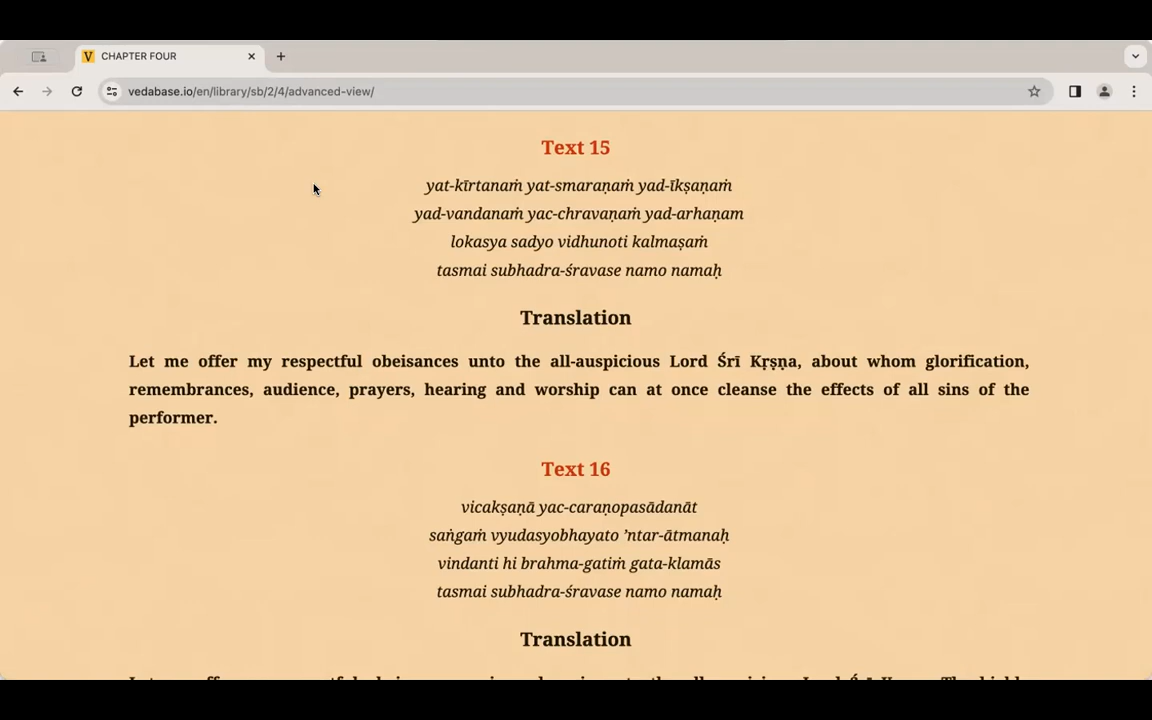 CHAPTER FOUR
vedabase.io/en/library/sb/2/4/advanced-view/
Text 15
yat-kīrtanaṁ yat-smaraṇaṁ yad-īkṣaṇaṁ
yad-vandanaṁ yac-chravaṇaṁ yad-arhaṇam
lokasya sadyo vidhunoti kalmaṣaṁ
tasmai subhadra-śravase namo namaḥ
Translation
Let me offer my respectful obeisances unto the all-auspicious Lord Śrī Kṛṣṇa, about whom glorification,
remembrances, audience, prayers, hearing and worship can at once cleanse the effects of all sins of the
performer.
Text 16
vicakṣaṇā yac-caraṇopasādanāt
saṅgaṁ vyudasyobhayato ’ntar-ātmanaḥ
vindanti hi brahma-gatiṁ gata-klamās
tasmai subhadra-śravase namo namaḥ
Translation